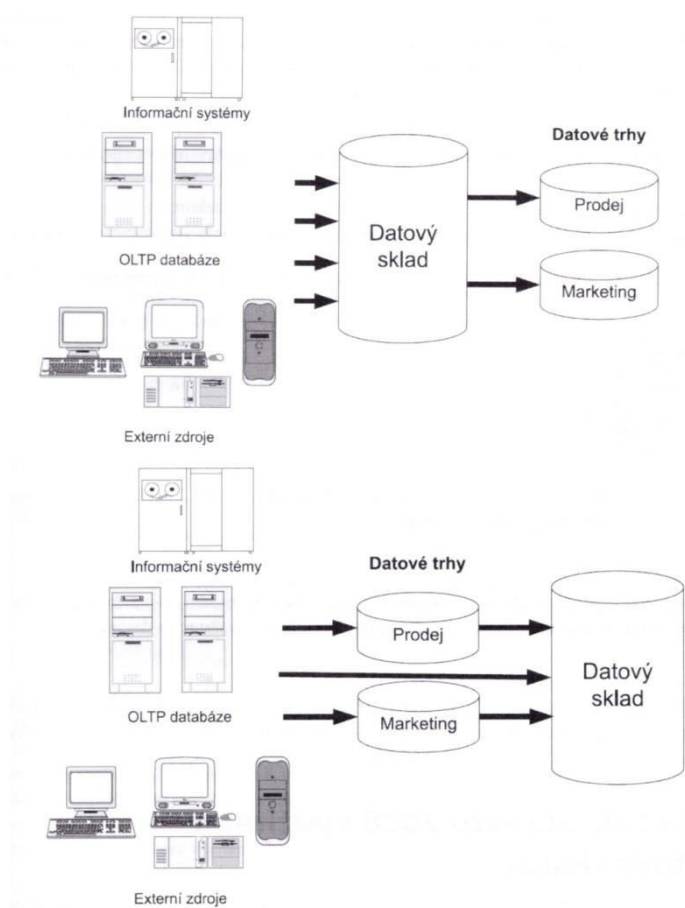 Informační systémy
Datové trhy
Prodej
Datový
sklad
OLTP databáze
Marketing
Externí zdroje
Informační systémy
Datové trhy
Prodej
Datový
sklad
OLTP databáze
Marketing
Externí zdroje